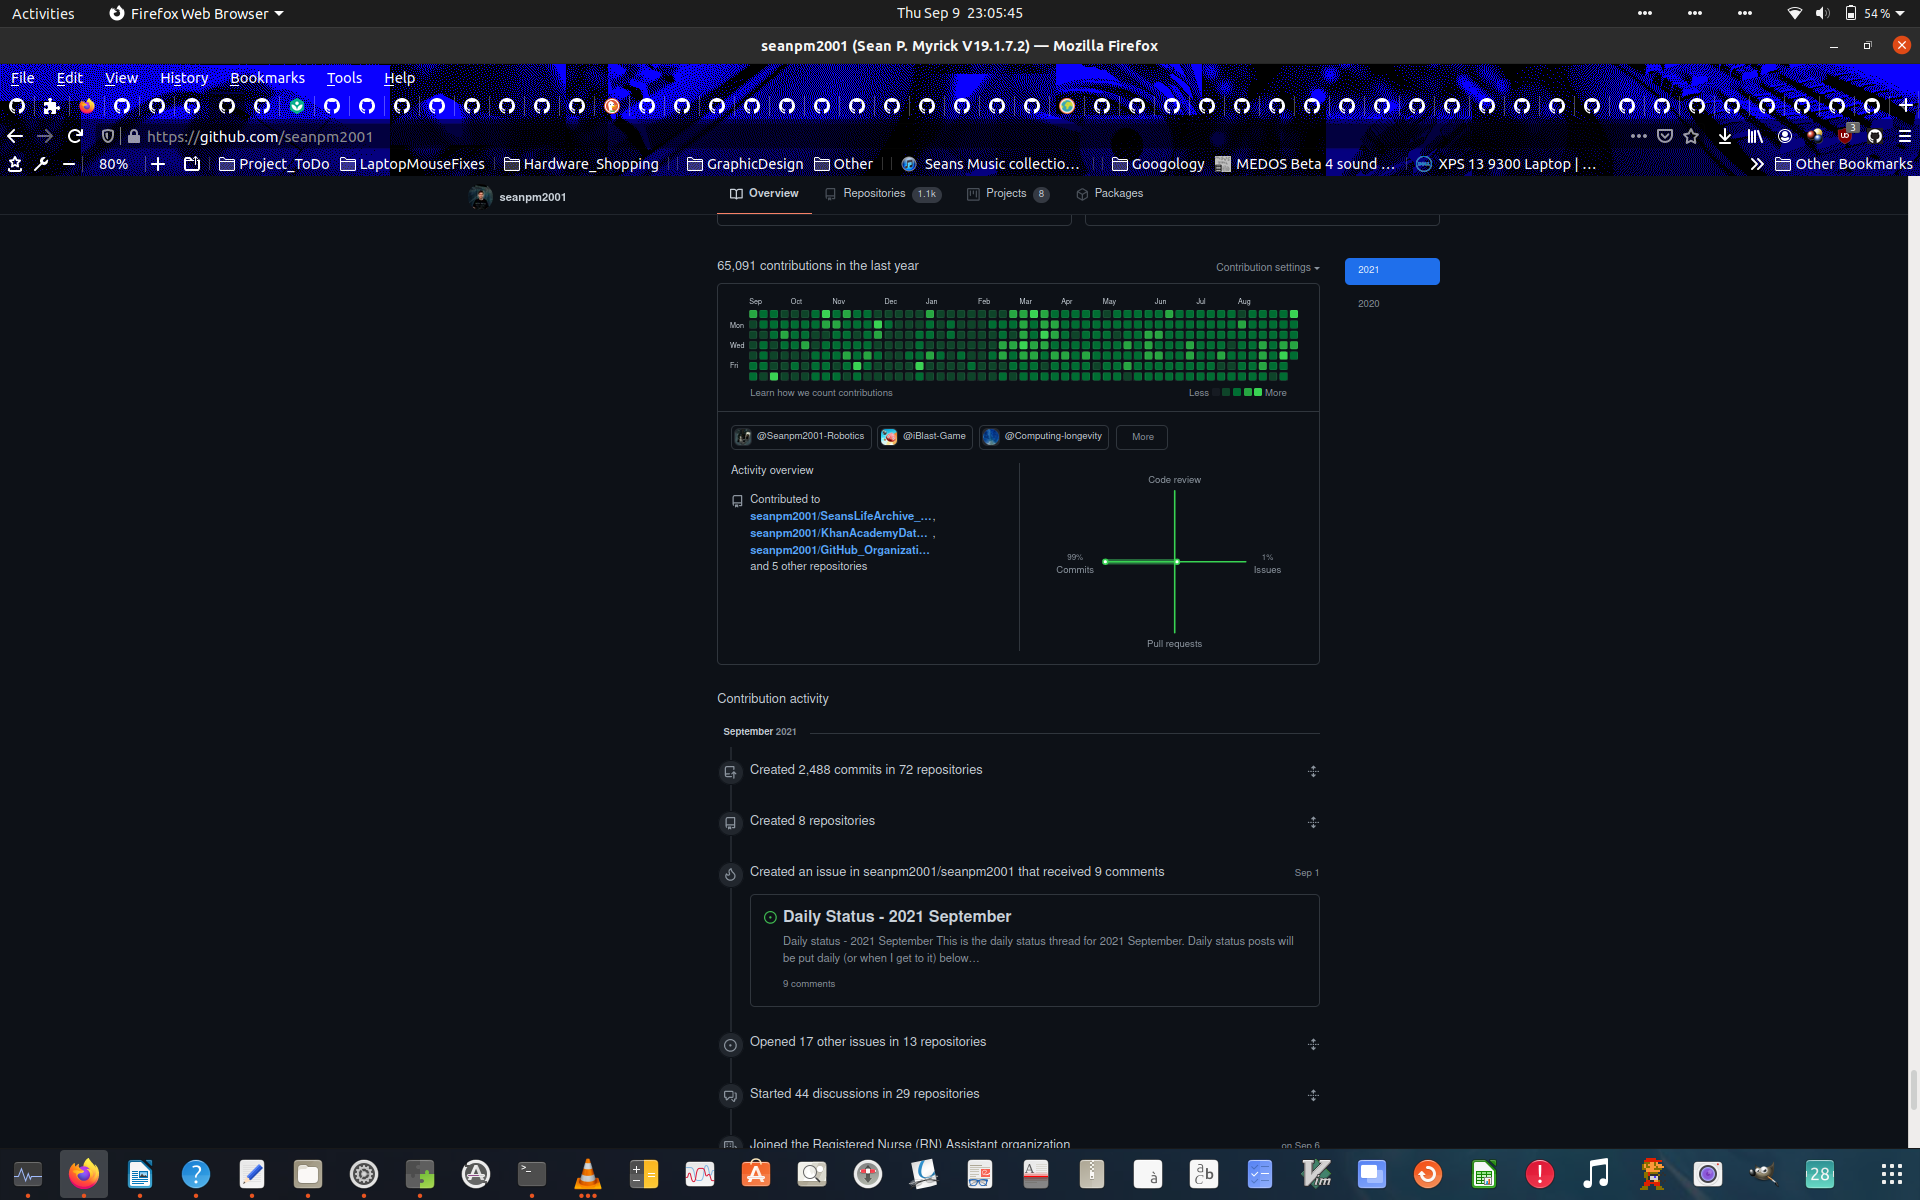 Activities
Firefox Web Browser
Thu Sep 9 23:05:45
54 %
seanpm2001 (Sean P. Myrick V19.1.7.2) — Mozilla Firefox
File Edit View History Bookmarks Tools Help
https://github.com/seanpm2001
3
80%
Project_ToDo
LaptopMouseFixes
Hardware_Shopping
GraphicDesign
Other
Seans Music collectio…
Googology
MEDOS Beta 4 sound …
XPS 13 9300 Laptop | …
Other Bookmarks
seanpm2001
Overview
Repositories 1.1k
Projects 8
Packages
65,091 contributions in the last year
Contribution settings
2021
2020
Sep Oct Nov Dec Jan Feb Mar Apr May Jun Jul Aug
Mon
Wed
Fri
Learn how we count contributions
Less More
@Seanpm2001-Robotics
@iBlast-Game
@Computing-longevity
More
Activity overview
Contributed to
seanpm2001/SeansLifeArchive_…,
seanpm2001/KhanAcademyDat… ,
seanpm2001/GitHub_Organizati…
and 5 other repositories
Code review
99%
Commits
1%
Issues
Pull requests
Contribution activity
September 2021
Created 2,488 commits in 72 repositories
Created 8 repositories
Created an issue in seanpm2001/seanpm2001 that received 9 comments
Sep 1
Daily Status - 2021 September
Daily status - 2021 September This is the daily status thread for 2021 September. Daily status posts will
be put daily (or when I get to it) below…
9 comments
Opened 17 other issues in 13 repositories
Started 44 discussions in 29 repositories
Joined the Registered Nurse (RN) Assistant organization
on Sep 6
28